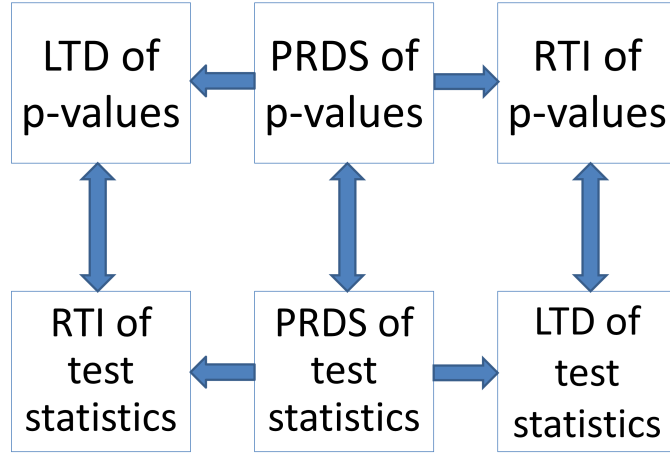 LTD of
p-values
PRDS of
p-values
RTI of
p-values
RTI of
test
statistics
PRDS of
test
statistics
LTD of
test
statistics